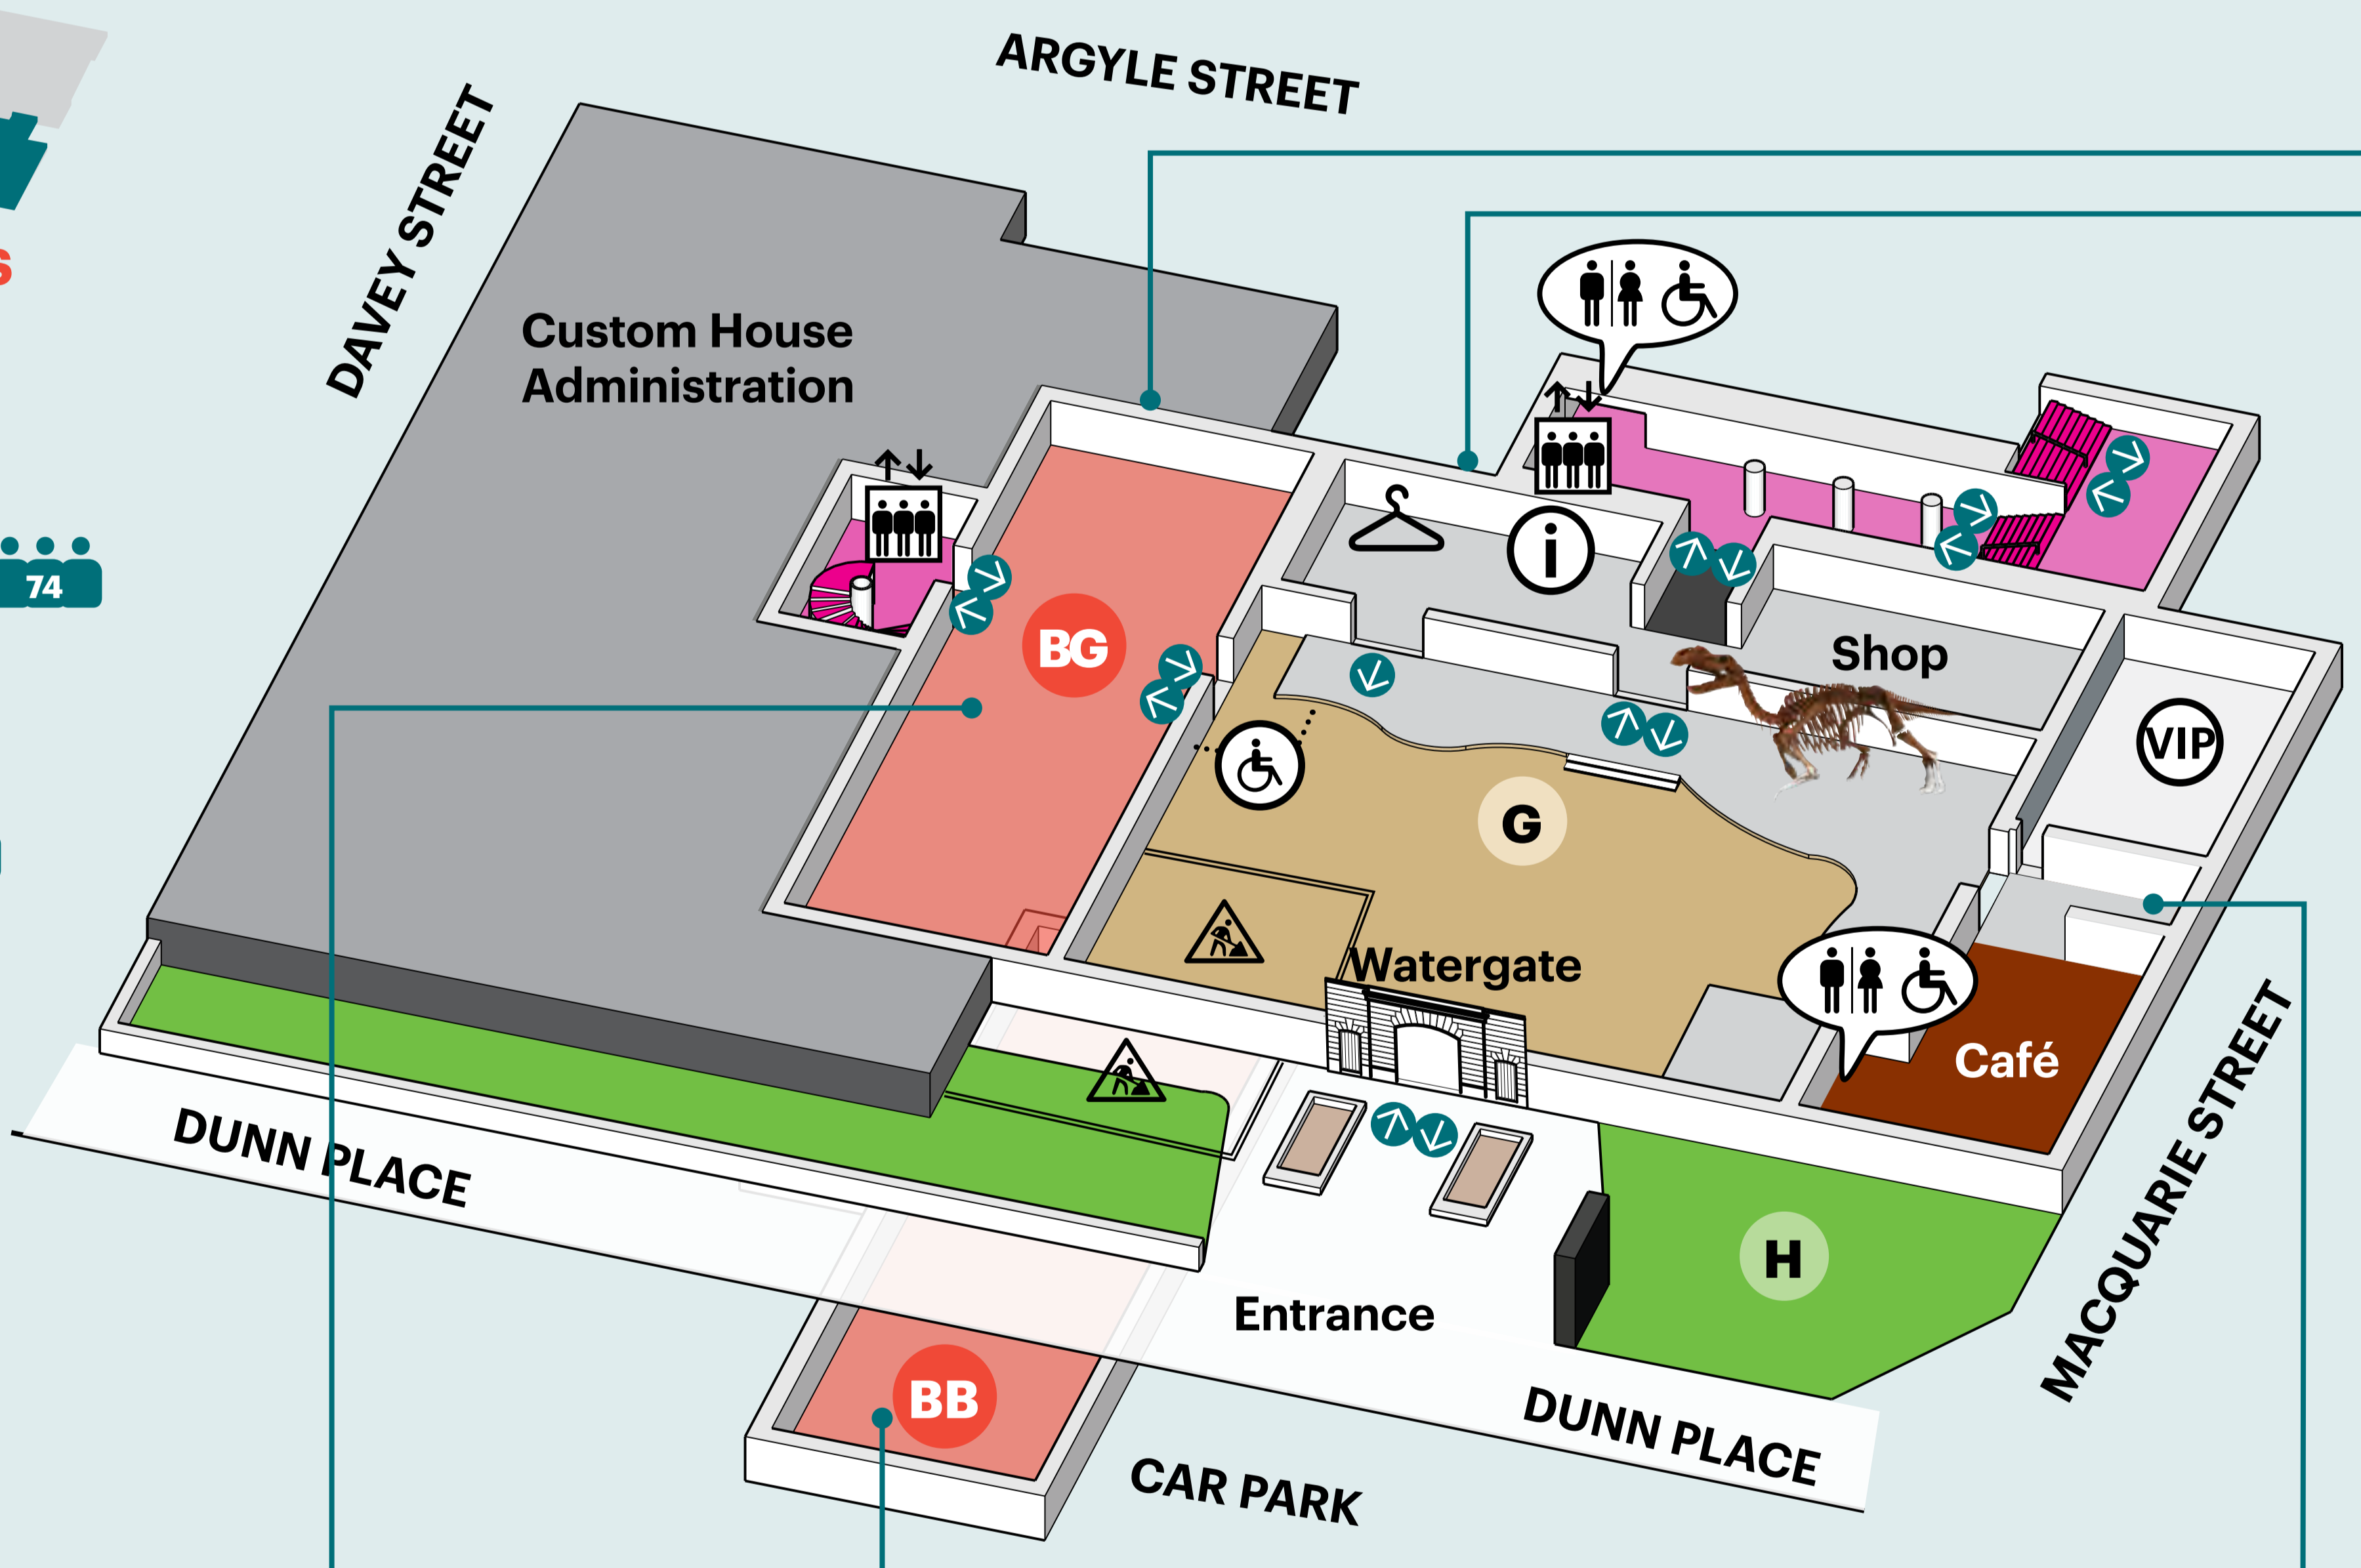 ARGYLE STREET
DAVEY STREET
Custom House
Administration
s
74
BG
i
Shop
VIP
G
Watergate
Café
MACQUARIE STREET
DUNN PLACE
H
Entrance
BB
DUNN PLACE
CAR PARK